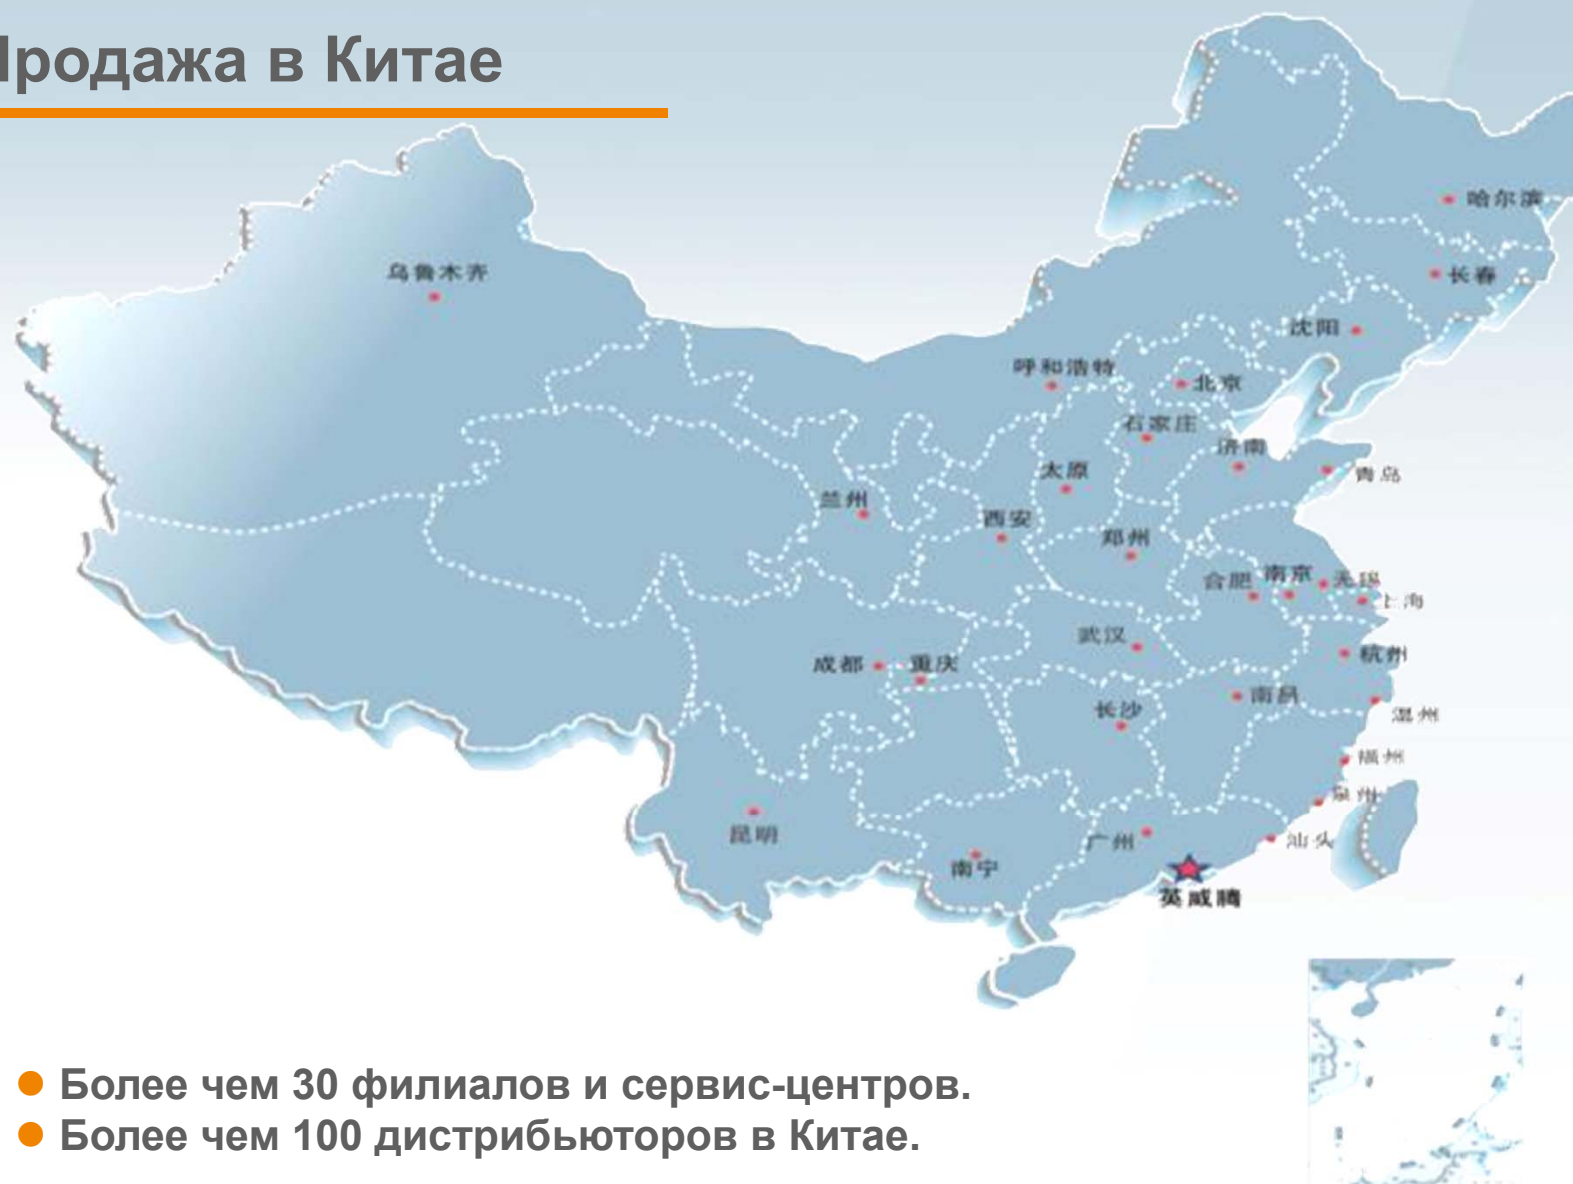 Продажа в Китае
哈尔滨
乌鲁木齐
长春
沈阳
呼和浩特
北京
石家庄
济南
太原
青岛
兰州
西安
郑州
合肥
南京
无锡
上海
武汉
杭州
成都
重庆
南昌
长沙
温州
福州
泉州
昆明
广州
汕头
南宁
英威腾
Более чем 30 филиалов и сервис-центров.
Более чем 100 дистрибьюторов в Китае.